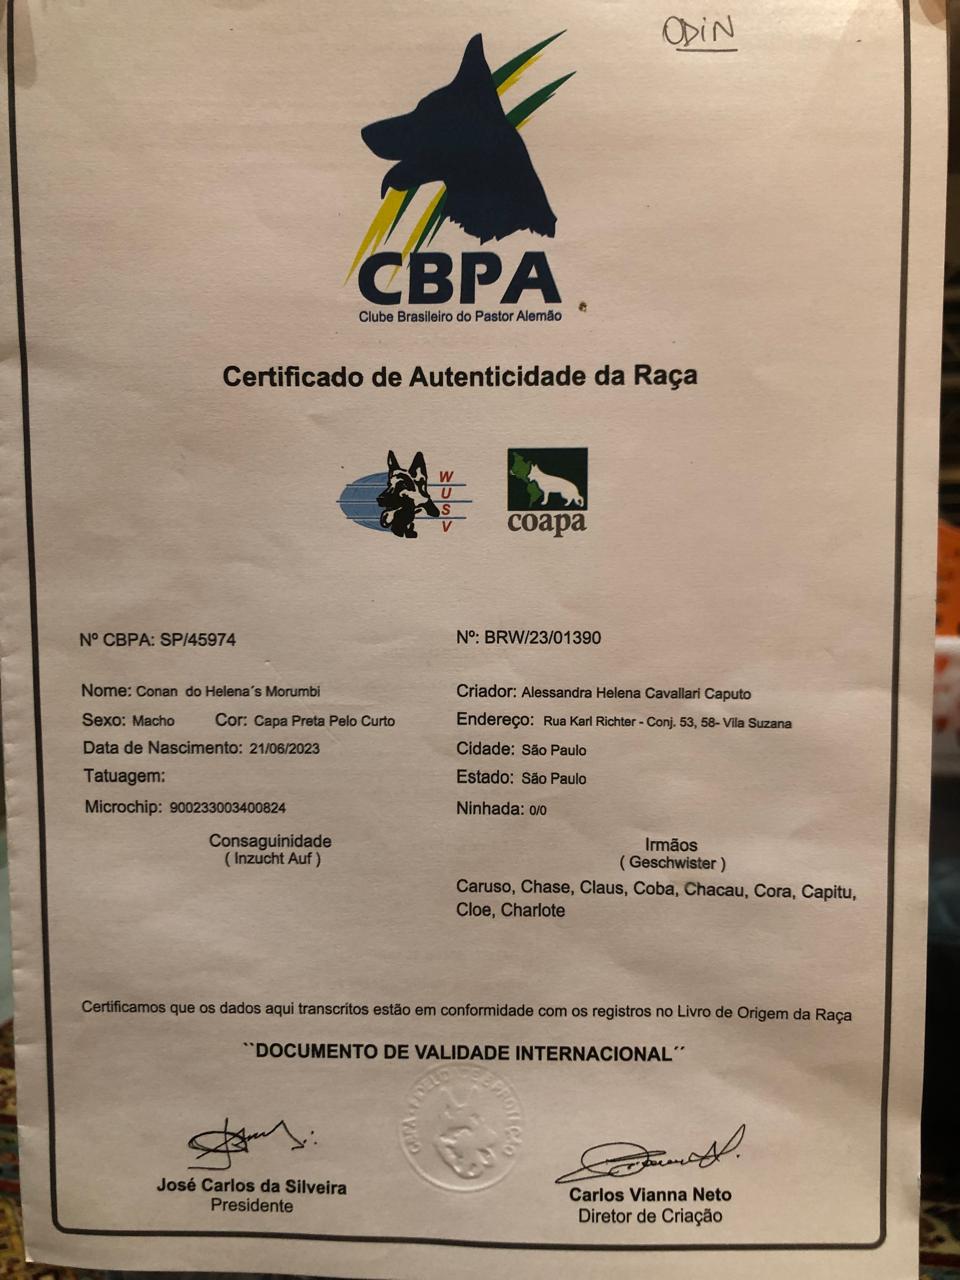 ODIN
CBPA
Clube Brasileiro do Pastor Alemão
Certificado de Autenticidade da Raça
WUSV
coapa
Nº CBPA: SP/45974
Nº: BRW/23/01390
Nome: Conan do Helena´s Morumbi
Criador: Alessandra Helena Cavallari Caputo
Sexo: Macho Cor: Capa Preta Pelo Curto
Endereço: Rua Karl Richter - Conj. 53, 58- Vila Suzana
Data de Nascimento: 21/06/2023
Cidade: São Paulo
Tatuagem:
Estado: São Paulo
Microchip: 900233003400824
Ninhada: 0/0
Consaguinidade
( Inzucht Auf )
Irmãos
( Geschwister )
Caruso, Chase, Claus, Coba, Chacau, Cora, Capitu,
Cloe, Charlote
Certificamos que os dados aqui transcritos estão em conformidade com os registros no Livro de Origem da Raça
``DOCUMENTO DE VALIDADE INTERNACIONAL´´
José Carlos da Silveira
Presidente
Carlos Vianna Neto
Diretor de Criação